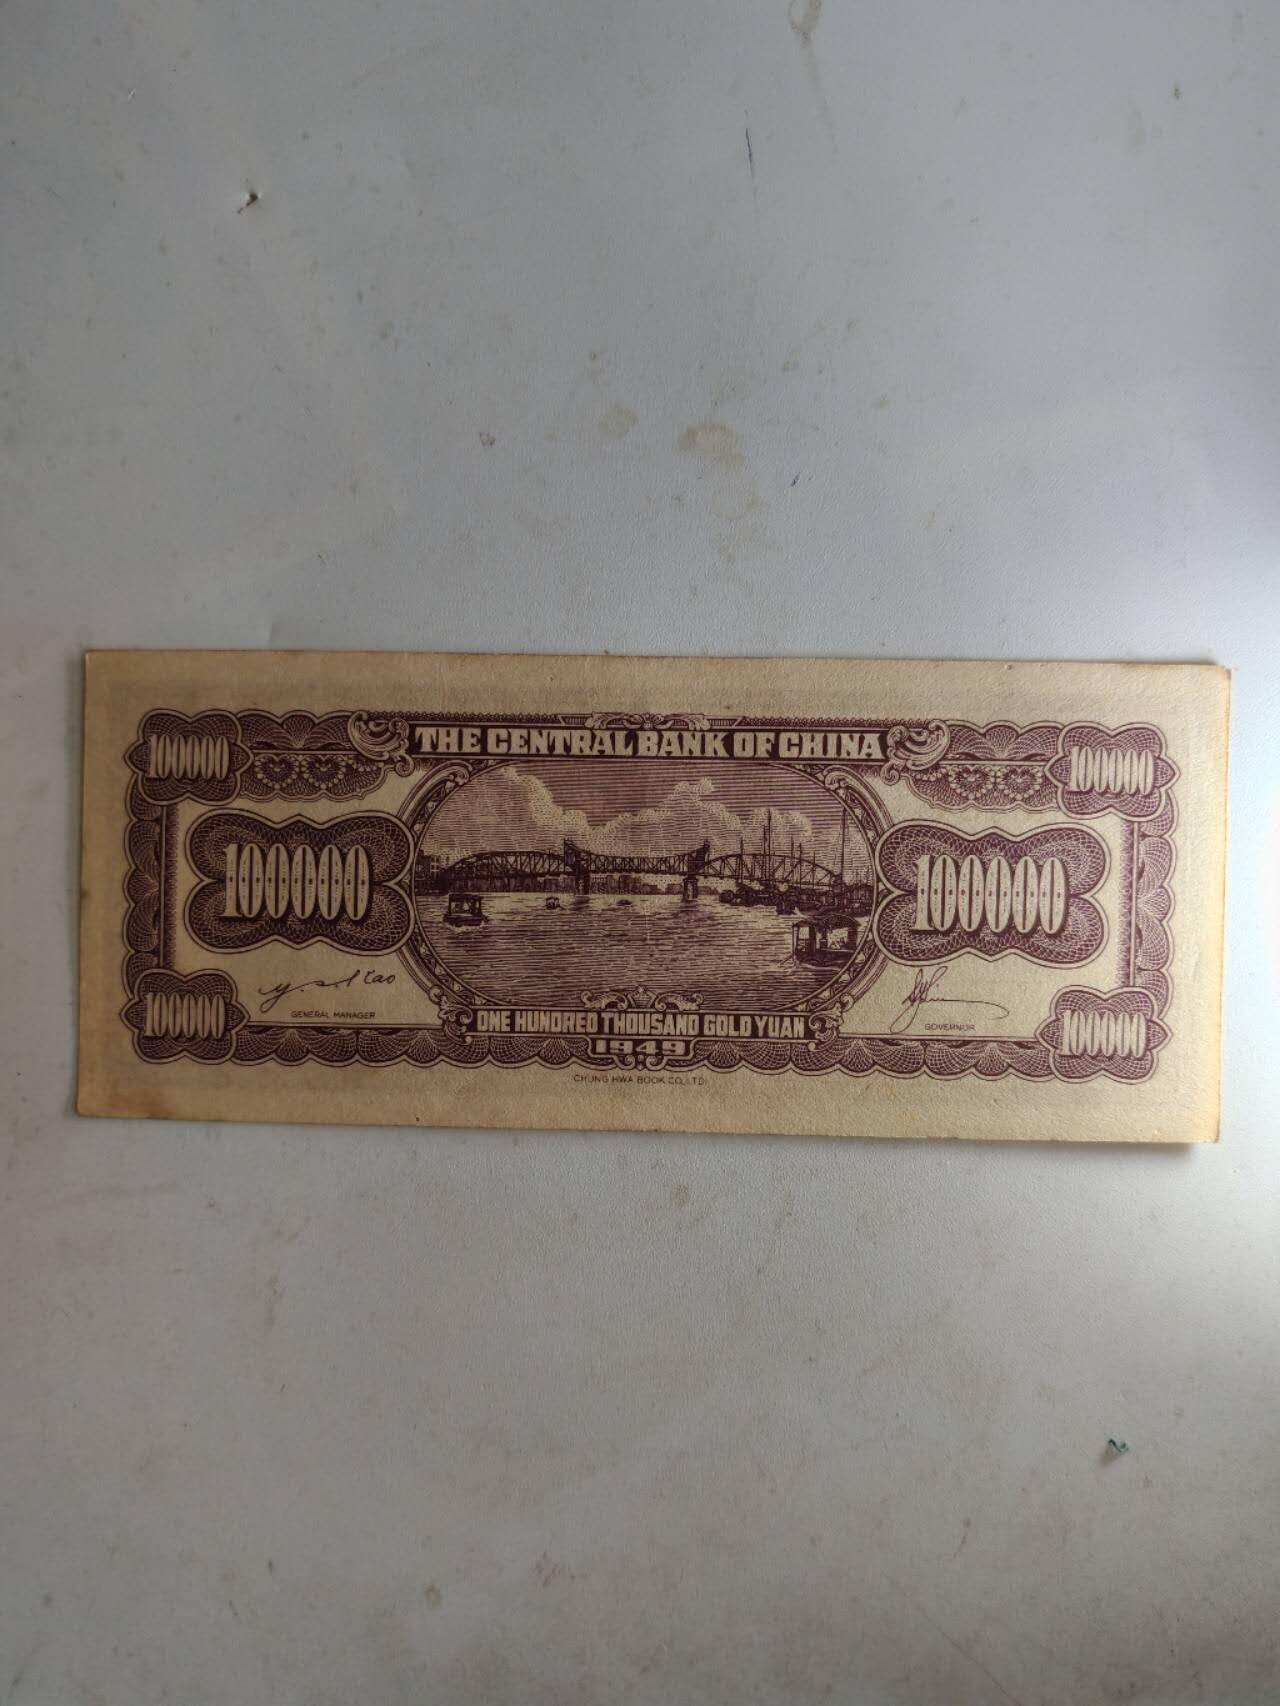 THE CENTRAL BANK OF CHINA
100000 100000
100000 100000
GENERAL MANAGER GOVERNOR
100000 100000
ONE HUNDRED THOUSAND GOLD YUAN
1949
CHUNG HWA BOOK CO., LTD.